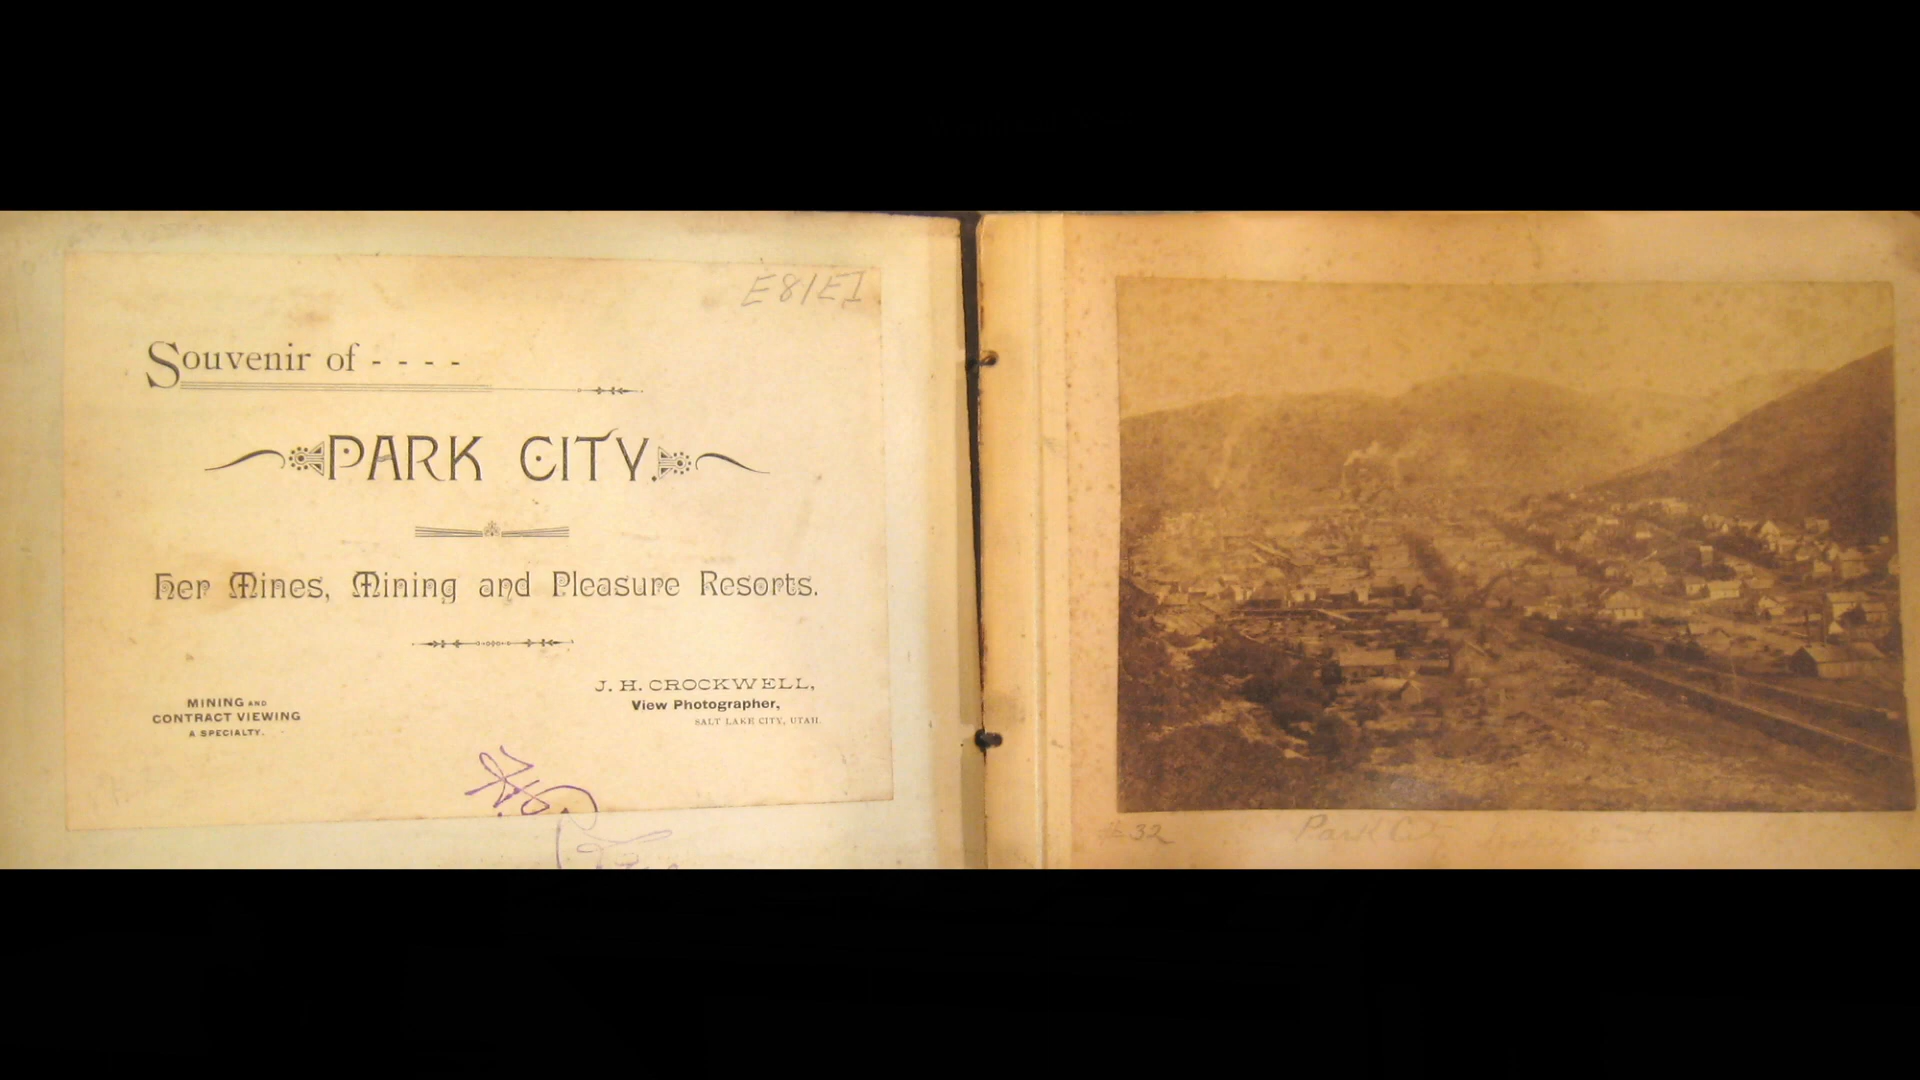 E81E1
Souvenir of - - - -
PARK CITY.
Her Mines, Mining and Pleasure Resorts.
MINING AND
CONTRACT VIEWING
A SPECIALTY.
J. H. CROCKWELL,
View Photographer,
SALT LAKE CITY, UTAH.
# 32
Park City